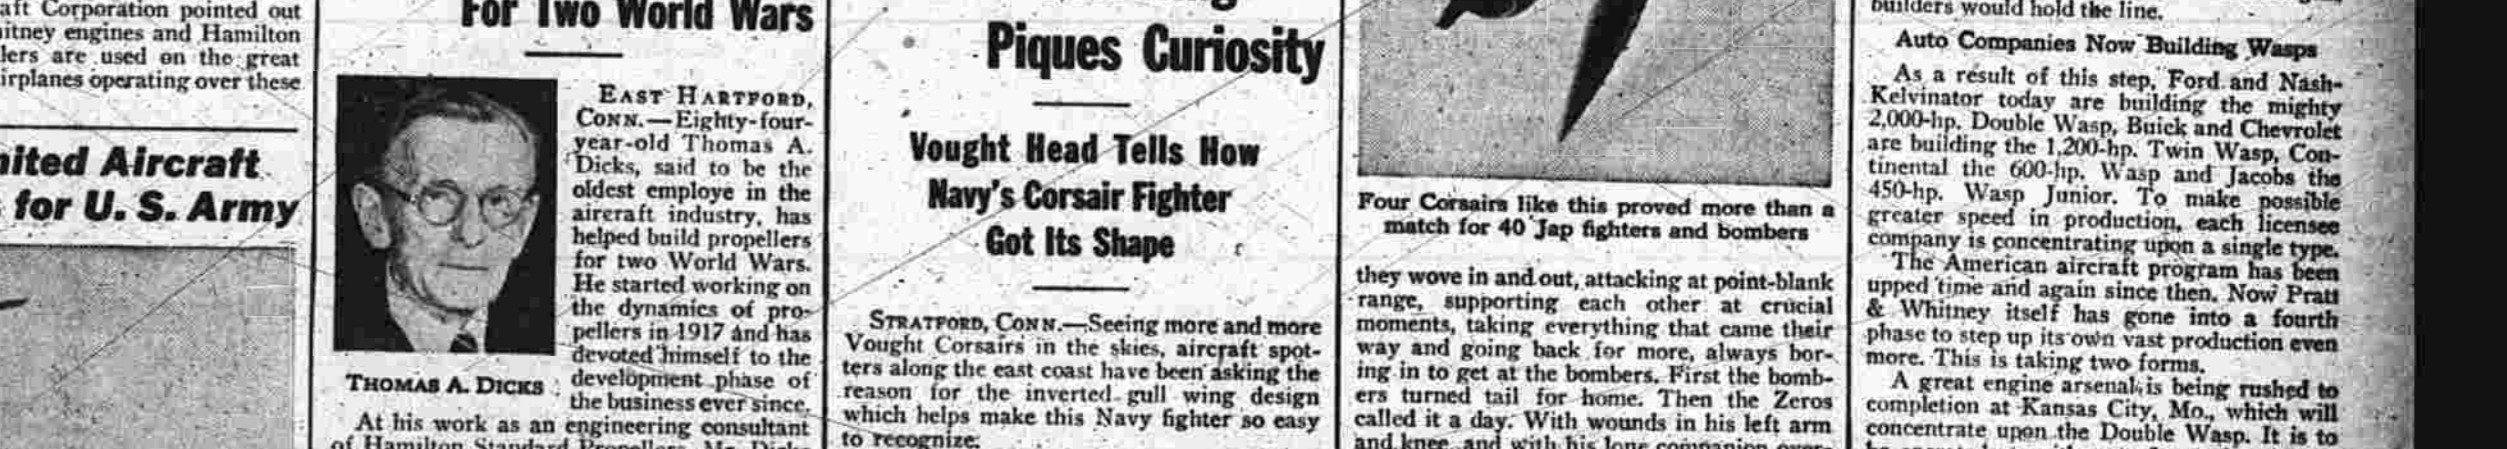 aft Corporation pointed out
itney engines and Hamilton
lers are used on the great
irplanes operating over these
nited Aircraft
for U. S. Army
For Two World Wars
EAST HARTFORD,
CONN.—Eighty-four-
year-old Thomas A.
Dicks, said to be the
oldest employe in the
aircraft industry, has
helped build propellers
for two World Wars.
He started working on
the dynamics of pro-
pellers in 1917 and has
devoted himself to the
development phase of
the business ever since.
THOMAS A. DICKS
At his work as an engineering consultant
of Hamilton Standard Propellers, Mr. Dicks
Piques Curiosity
Vought Head Tells How
Navy's Corsair Fighter
Got Its Shape
STRATFORD, CONN.—Seeing more and more
Vought Corsairs in the skies, aircraft spot-
ters along the east coast have been asking the
reason for the inverted gull wing design
which helps make this Navy fighter so easy
to recognize.
Four Corsairs like this proved more than a
match for 40 Jap fighters and bombers
they wove in and out, attacking at point-blank
range, supporting each other at crucial
moments, taking everything that came their
way and going back for more, always bor-
ing in to get at the bombers. First the bomb-
ers turned tail for home. Then the Zeros
called it a day. With wounds in his left arm
and knee, and with his lone companion
builders would hold the line.
Auto Companies Now Building Wasps
As a result of this step, Ford and Nash-
Kelvinator today are building the mighty
2,000-hp. Double Wasp, Buick and Chevrolet
are building the 1,200-hp. Twin Wasp, Con-
tinental the 600-hp. Wasp and Jacobs the
450-hp. Wasp Junior. To make possible
greater speed in production, each licensee
company is concentrating upon a single type.
The American aircraft program has been
upped time and again since then. Now Pratt
& Whitney itself has gone into a fourth
phase to step up its own vast production even
more. This is taking two forms.
A great engine arsenal is being rushed to
completion at Kansas City, Mo., which will
concentrate upon the Double Wasp. It is to